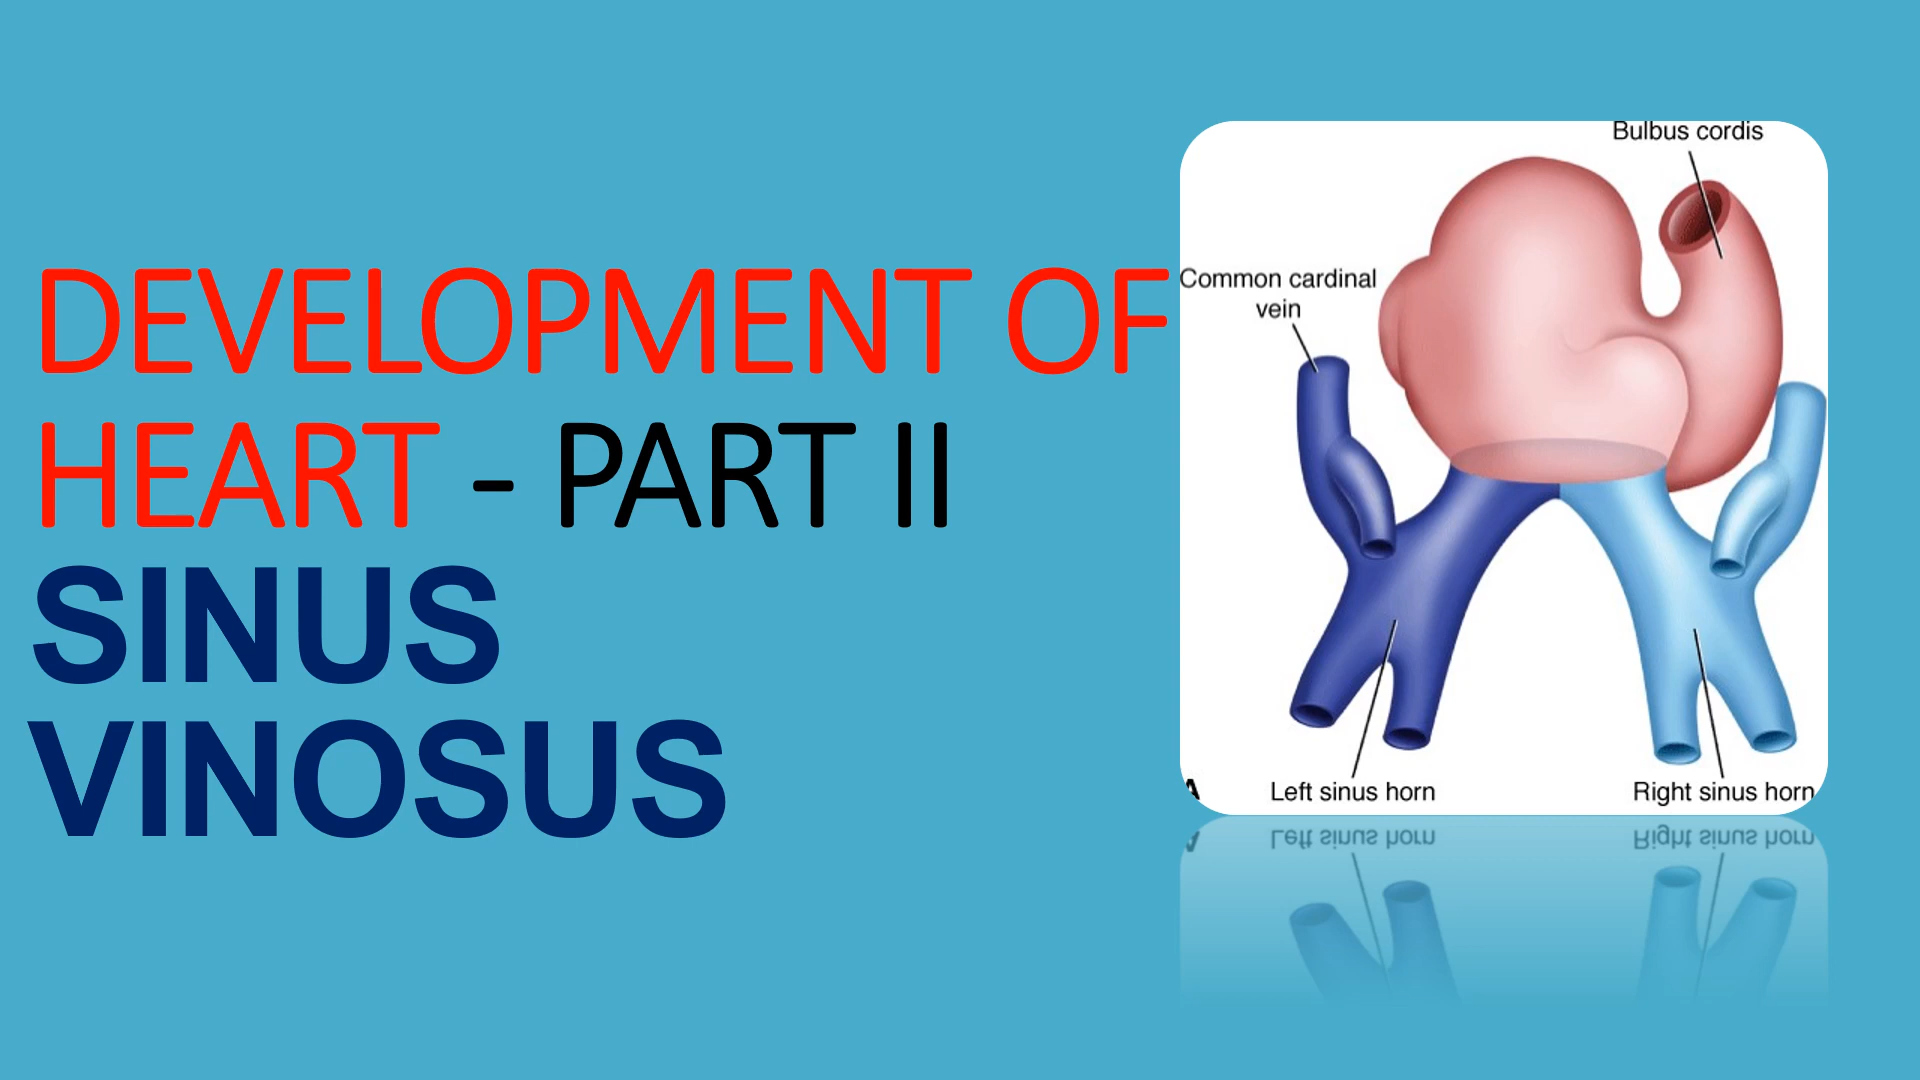 DEVELOPMENT OF
HEART - PART II
SINUS
VINOSUS
Bulbus cordis
Common cardinal
vein
A
Left sinus horn
Right sinus horn